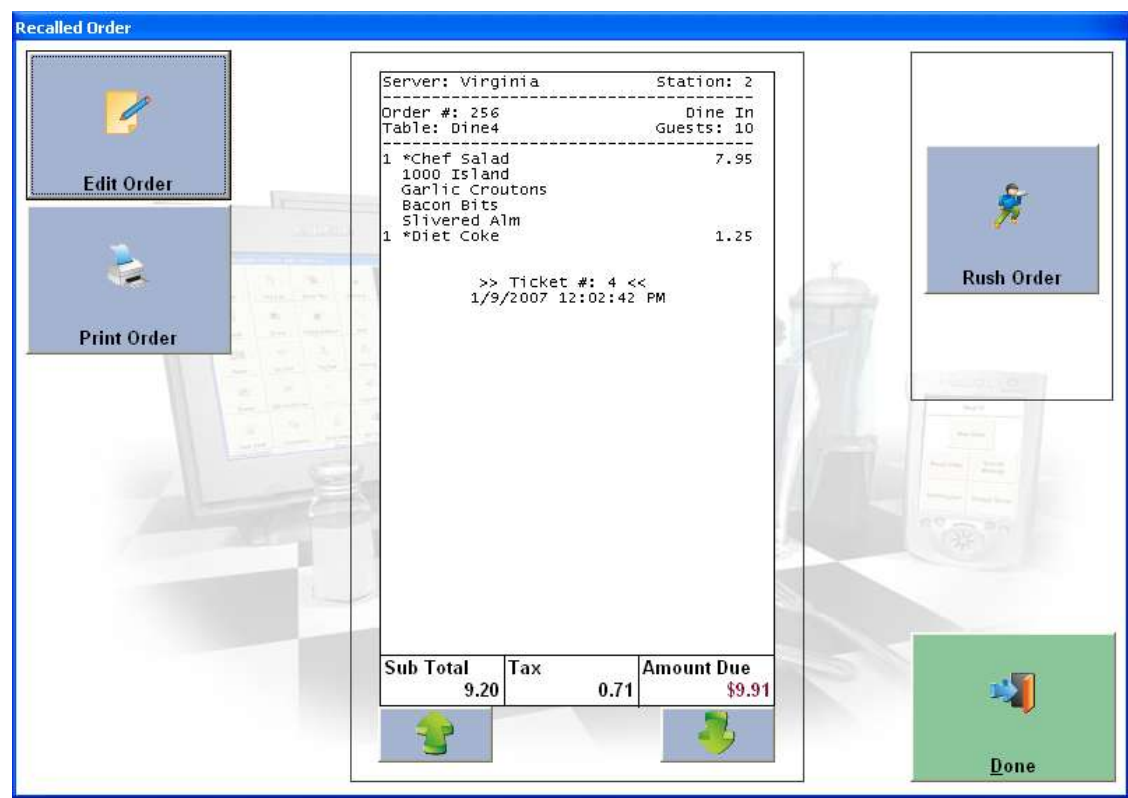 Recalled Order
Edit Order
Print Order
Server: Virginia Station: 2
Order #: 256 Dine In
Table: Dine4 Guests: 10
1 *Chef Salad 7.95
1000 Island
Garlic Croutons
Bacon Bits
Slivered Alm
1 *Diet Coke 1.25
>> Ticket #: 4 <<
1/9/2007 12:02:42 PM
Sub Total Tax Amount Due
9.20 0.71 $9.91
Rush Order
Done